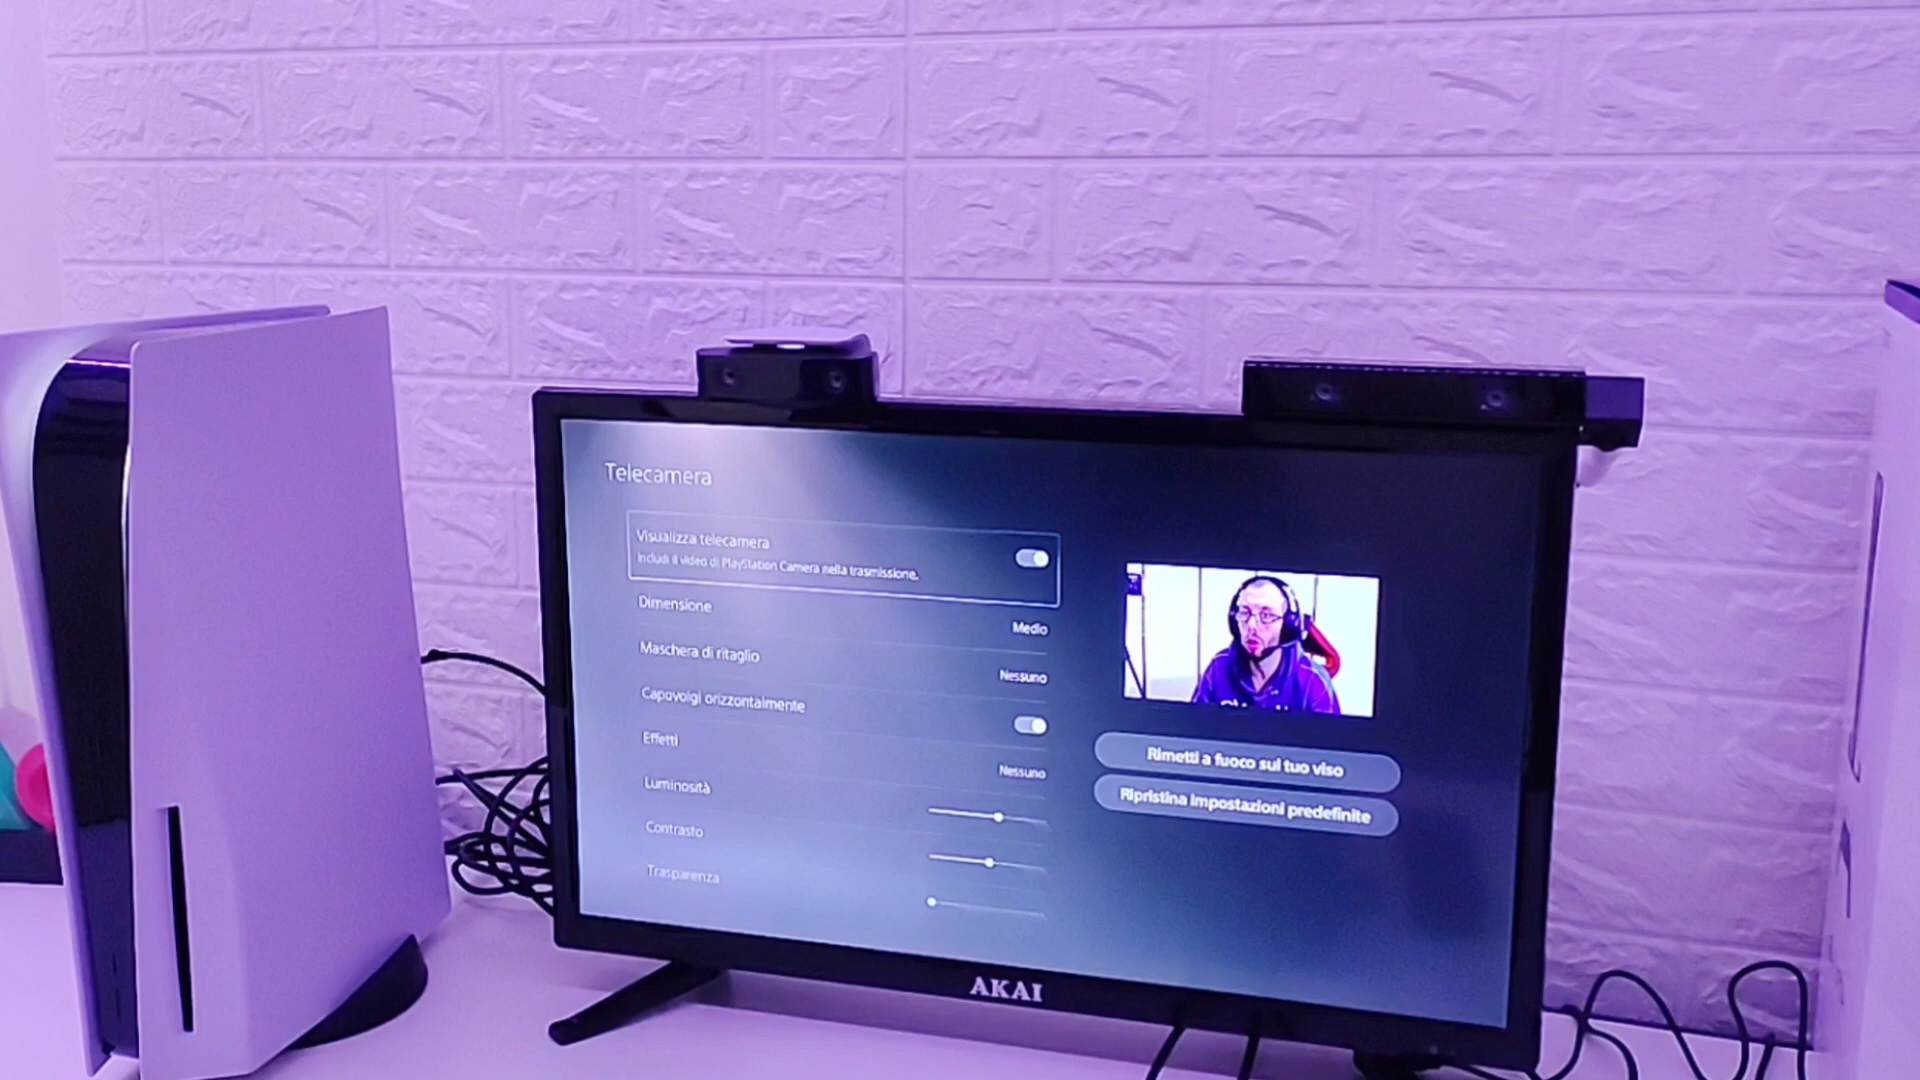 Telecamera
Visualizza telecamera
Includi il video di PlayStation Camera nella trasmissione.
Dimensione
Medio
Maschera di ritaglio
Nessuno
Capovolgi orizzontalmente
Effetti
Nessuno
Luminosità
Contrasto
Trasparenza
Rimetti a fuoco sul tuo viso
Ripristina impostazioni predefinite
AKAI